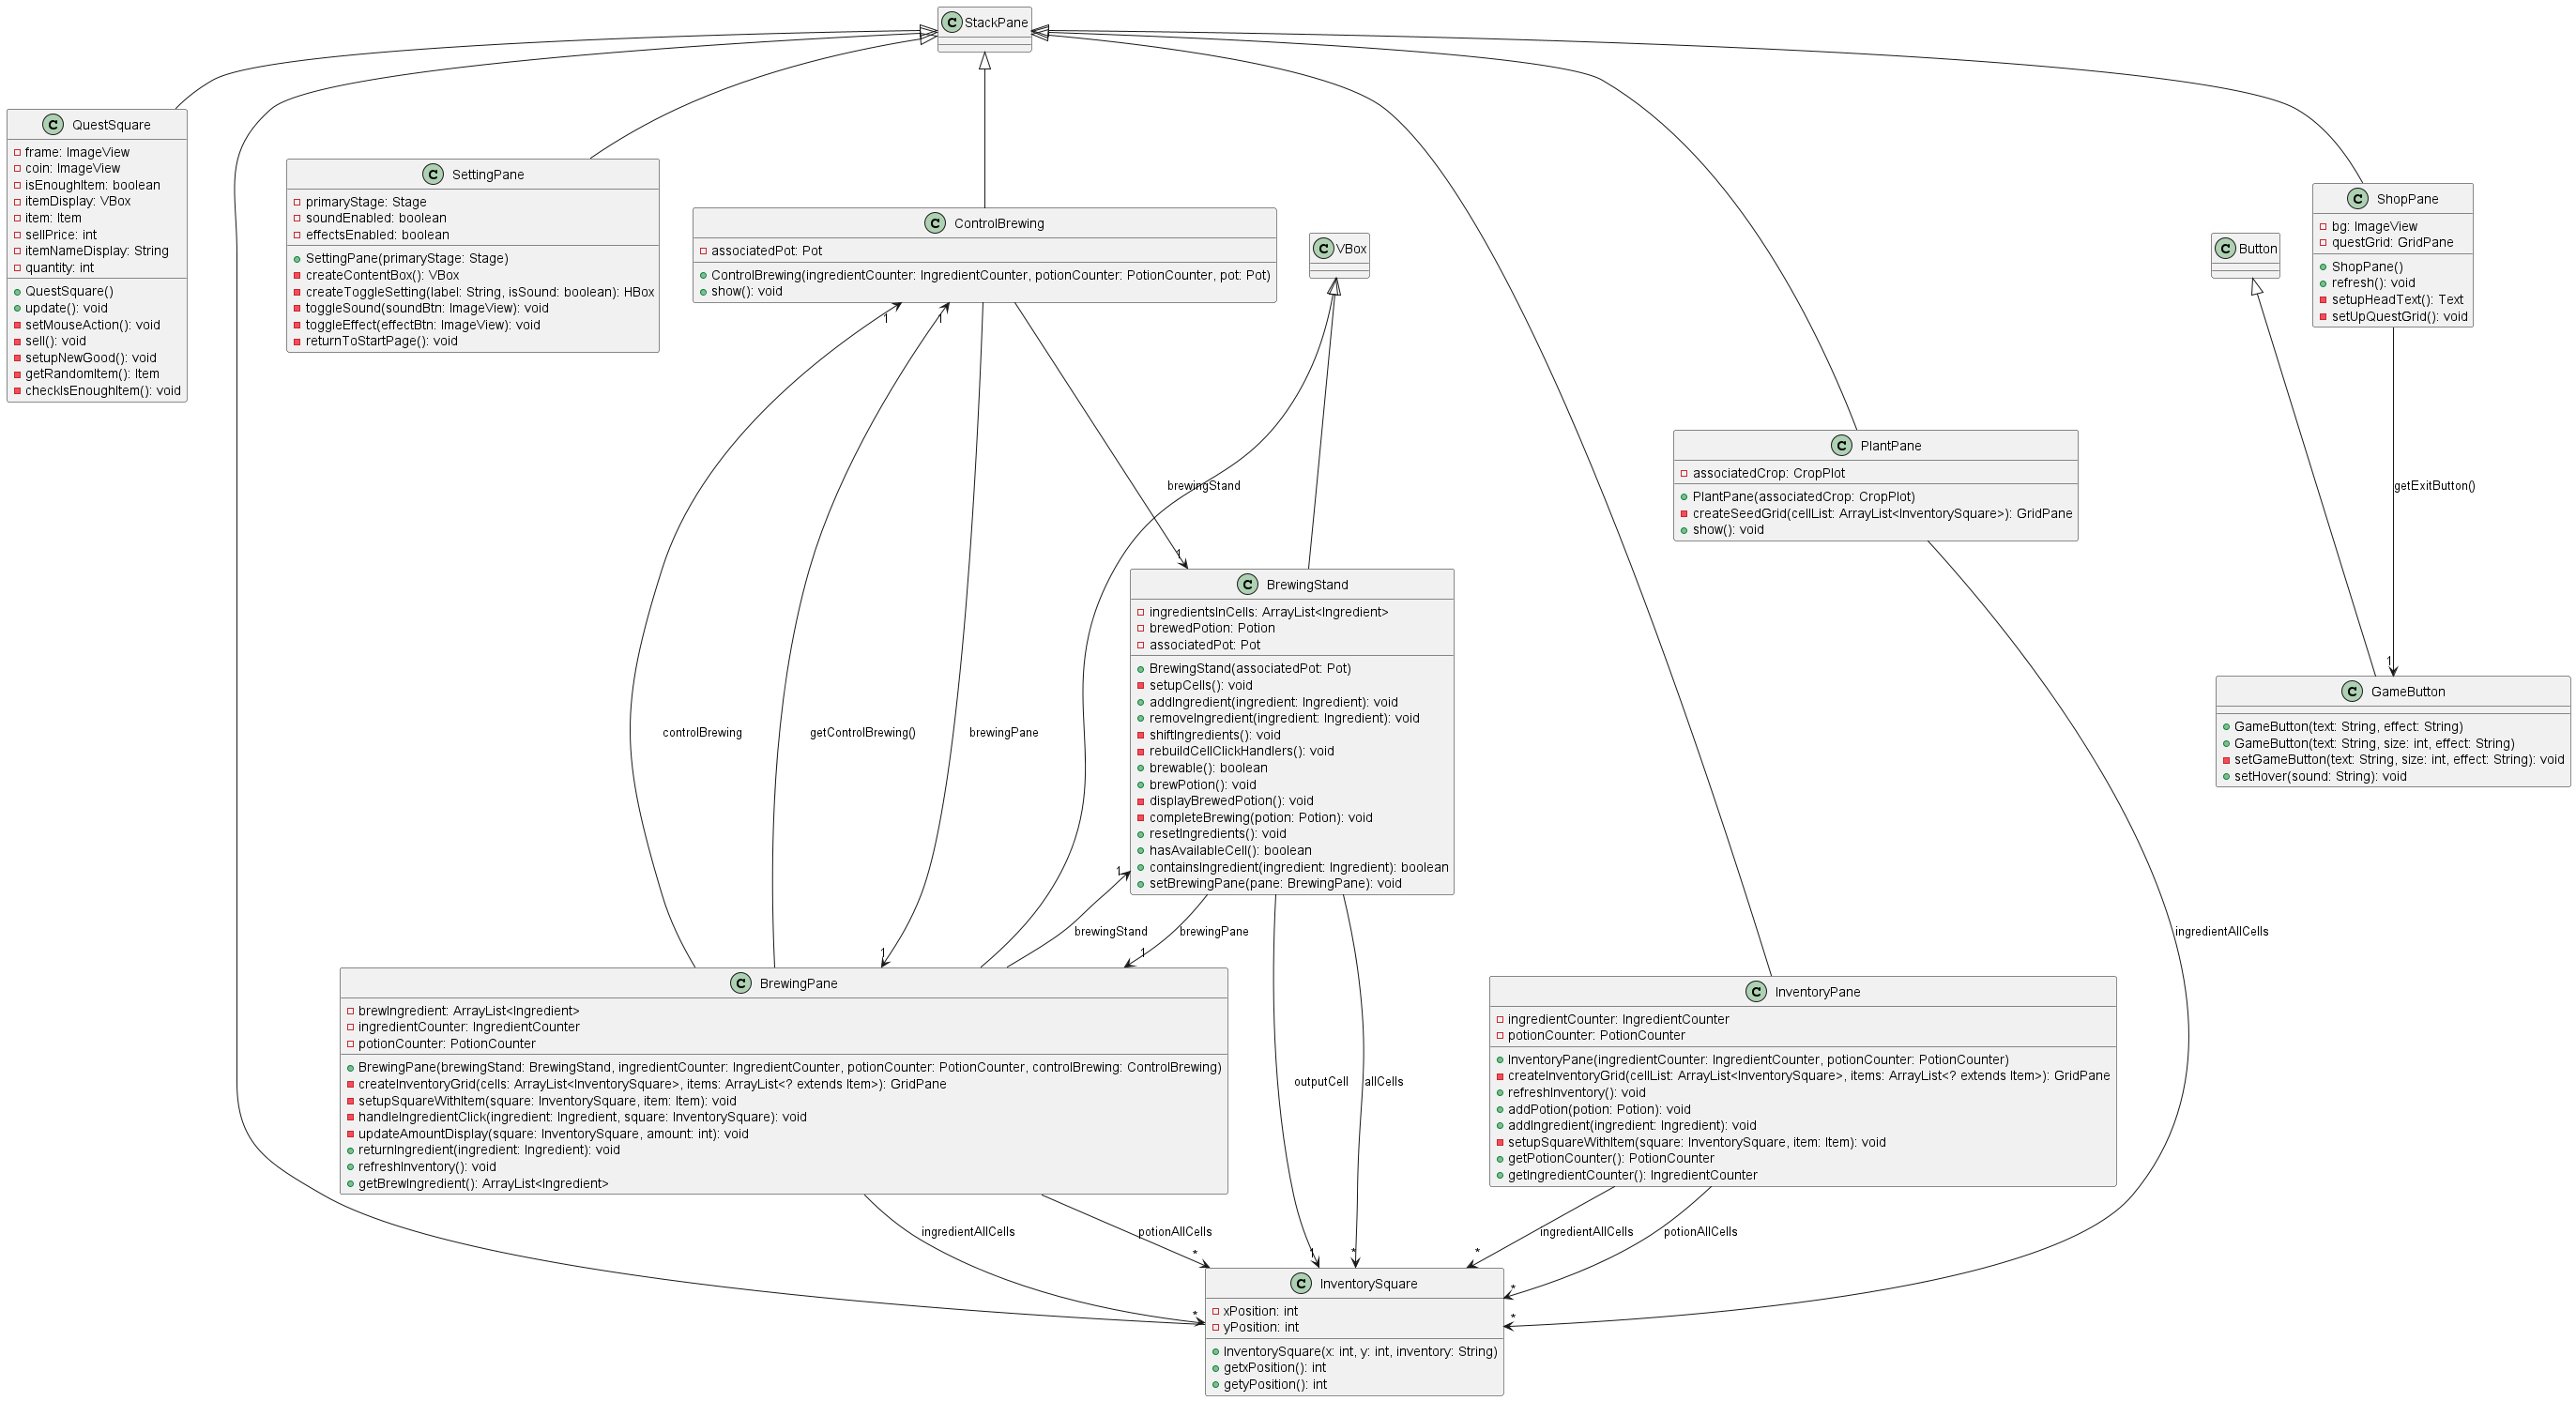 StackPane
QuestSquare
frame: ImageView
coin: ImageView
isEnoughItem: boolean
itemDisplay: VBox
item: Item
sellPrice: int
itemNameDisplay: String
quantity: int
QuestSquare()
update(): void
setMouseAction(): void
sell(): void
setupNewGood(): void
getRandomItem(): Item
checkIsEnoughItem(): void
SettingPane
primaryStage: Stage
soundEnabled: boolean
effectsEnabled: boolean
SettingPane(primaryStage: Stage)
createContentBox(): VBox
createToggleSetting(label: String, isSound: boolean): HBox
toggleSound(soundBtn: ImageView): void
toggleEffect(effectBtn: ImageView): void
returnToStartPage(): void
ControlBrewing
associatedPot: Pot
ControlBrewing(ingredientCounter: IngredientCounter, potionCounter: PotionCounter, pot: Pot)
show(): void
VBox
Button
ShopPane
bg: ImageView
questGrid: GridPane
ShopPane()
refresh(): void
setupHeadText(): Text
setUpQuestGrid(): void
1
1
PlantPane
associatedCrop: CropPlot
PlantPane(associatedCrop: CropPlot)
createSeedGrid(cellList: ArrayList<InventorySquare>): GridPane
show(): void
brewingStand
getExitButton()
1
BrewingStand
ingredientsInCells: ArrayList<Ingredient>
brewedPotion: Potion
associatedPot: Pot
BrewingStand(associatedPot: Pot)
setupCells(): void
addIngredient(ingredient: Ingredient): void
removeIngredient(ingredient: Ingredient): void
shiftIngredients(): void
rebuildCellClickHandlers(): void
brewable(): boolean
brewPotion(): void
displayBrewedPotion(): void
completeBrewing(potion: Potion): void
resetIngredients(): void
hasAvailableCell(): boolean
containsIngredient(ingredient: Ingredient): boolean
setBrewingPane(pane: BrewingPane): void
1
GameButton
GameButton(text: String, effect: String)
GameButton(text: String, size: int, effect: String)
setGameButton(text: String, size: int, effect: String): void
setHover(sound: String): void
controlBrewing
getControlBrewing()
brewingPane
1
brewingStand
brewingPane
ingredientAllCells
1
1
BrewingPane
brewIngredient: ArrayList<Ingredient>
ingredientCounter: IngredientCounter
potionCounter: PotionCounter
BrewingPane(brewingStand: BrewingStand, ingredientCounter: IngredientCounter, potionCounter: PotionCounter, controlBrewing: ControlBrewing)
createInventoryGrid(cells: ArrayList<InventorySquare>, items: ArrayList<? extends Item>): GridPane
setupSquareWithItem(square: InventorySquare, item: Item): void
handleIngredientClick(ingredient: Ingredient, square: InventorySquare): void
updateAmountDisplay(square: InventorySquare, amount: int): void
returnIngredient(ingredient: Ingredient): void
refreshInventory(): void
getBrewIngredient(): ArrayList<Ingredient>
outputCell
allCells
InventoryPane
ingredientCounter: IngredientCounter
potionCounter: PotionCounter
InventoryPane(ingredientCounter: IngredientCounter, potionCounter: PotionCounter)
createInventoryGrid(cellList: ArrayList<InventorySquare>, items: ArrayList<? extends Item>): GridPane
refreshInventory(): void
addPotion(potion: Potion): void
addIngredient(ingredient: Ingredient): void
setupSquareWithItem(square: InventorySquare, item: Item): void
getPotionCounter(): PotionCounter
getIngredientCounter(): IngredientCounter
ingredientAllCells
potionAllCells
ingredientAllCells
potionAllCells
*
1
*
*
*
*
*
InventorySquare
xPosition: int
yPosition: int
InventorySquare(x: int, y: int, inventory: String)
getxPosition(): int
getyPosition(): int